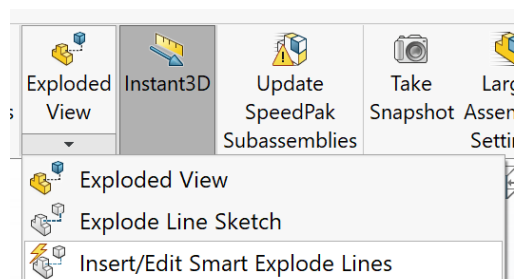 Exploded View
Instant3D
Update SpeedPak Subassemblies
Take Snapshot
Exploded View
Explode Line Sketch
Insert/Edit Smart Explode Lines